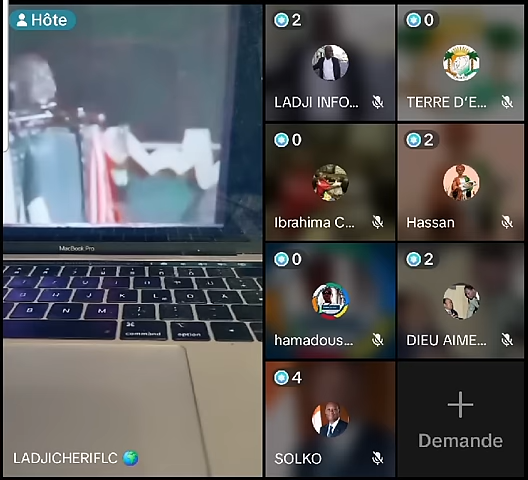 Hôte
2
LADJI INFO...
0
TERRE D'E...
0
Ibrahima C...
2
Hassan
0
hamadous...
2
DIEU AIME...
4
SOLKO
Demande
MacBook Pro
command
option
LADJICHERIFLC